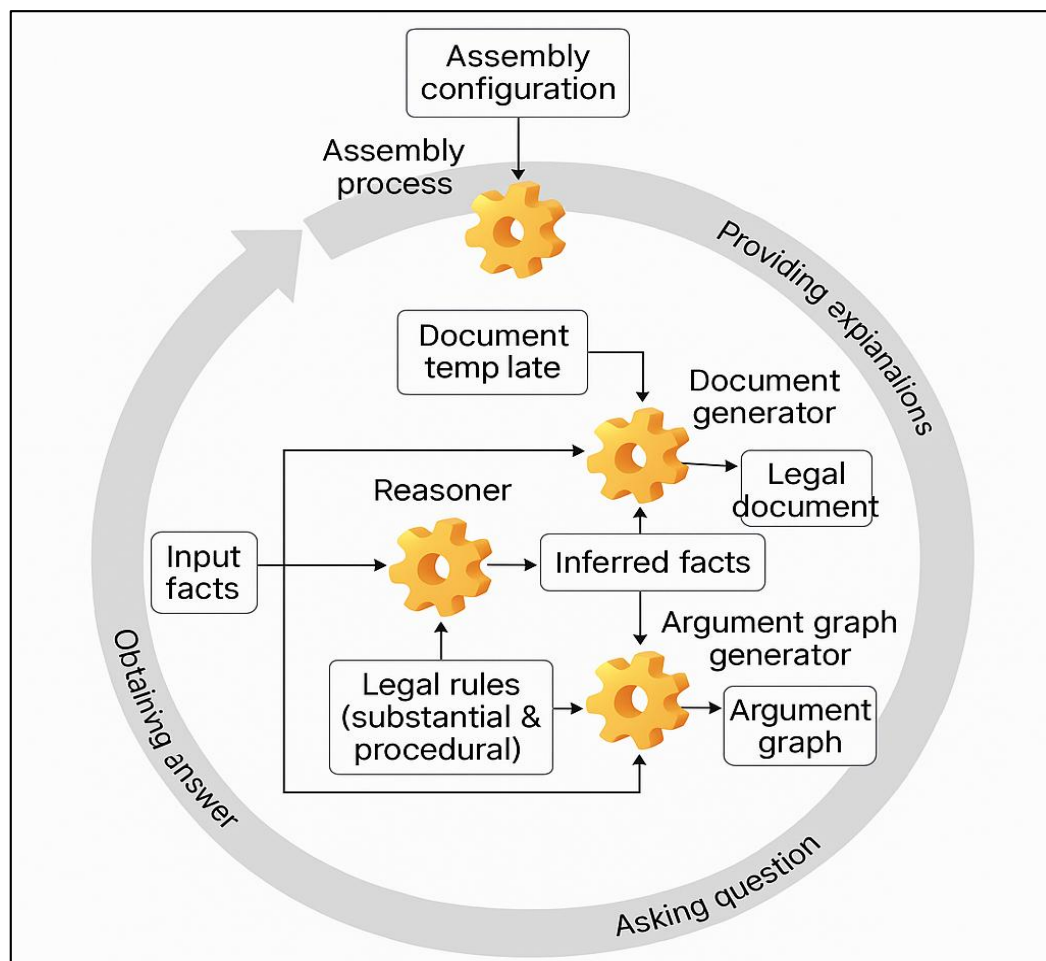 Assembly
configuration
Assembly
process
Providing expianalions
Document
temp late
Document
generator
Legal
document
Reasoner
Input
facts
Inferred facts
Argument graph
generator
Legal rules
(substantial &
procedural)
Argument
graph
Obtaining answer
Asking question